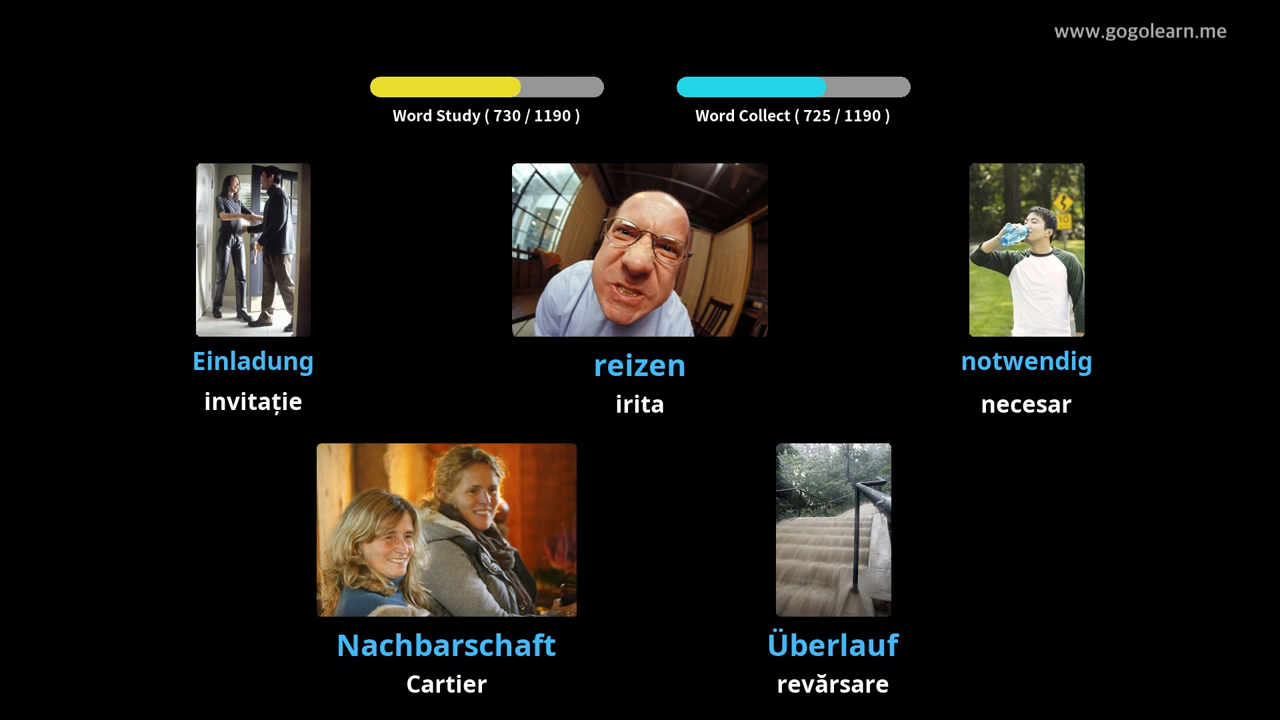 www.gogolearn.me
Word Study ( 730 / 1190 )
Word Collect ( 725 / 1190 )
Einladung
invitație
reizen
irita
notwendig
necesar
Nachbarschaft
Cartier
Überlauf
revărsare